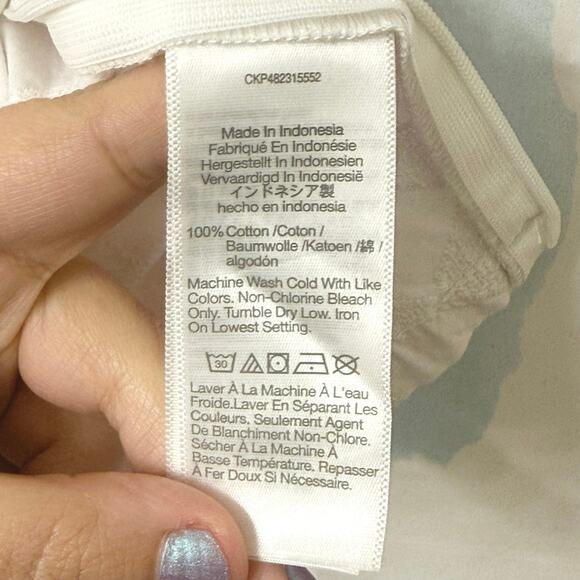 CKP482315552
Made In Indonesia
Fabriqué En Indonésie
Hergestellt In Indonesien
Vervaardigd In Indonesië
インドネシア製
hecho en indonesia
100% Cotton /Coton /
Baumwolle /Katoen /綿 /
algodón
Machine Wash Cold With Like
Colors. Non-Chlorine Bleach
Only. Tumble Dry Low. Iron
On Lowest Setting.
30
Laver À La Machine À L'eau
Froide.Laver En Séparant Les
Couleurs. Seulement Agent
De Blanchiment Non-Chlore.
Sécher À La Machine À
Basse Température. Repasser
À Fer Doux Si Nécessaire.